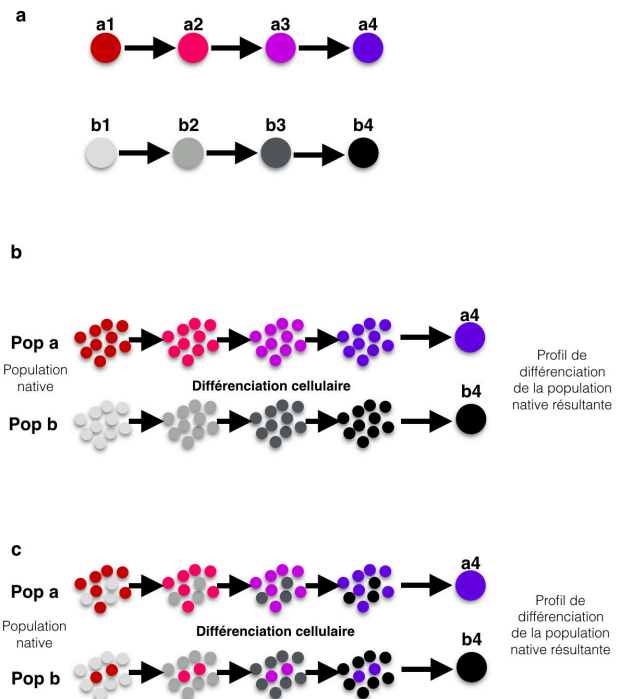 a
a1 a2 a3 a4
b1 b2 b3 b4
b
a4
Pop a
Population
native
Différenciation cellulaire
Profil de
différenciation
de la population
native résultante
b4
Pop b
c
a4
Pop a
Population
native
Différenciation cellulaire
Profil de
différenciation
de la population
native résultante
b4
Pop b